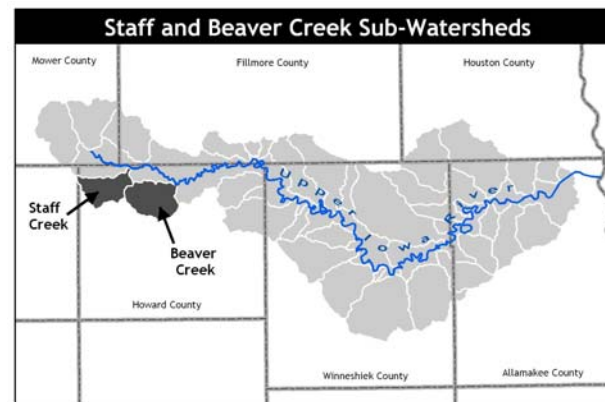 Staff and Beaver Creek Sub-Watersheds
Mower County
Fillmore County
Houston County
Upper Iowa River
Staff
Creek
Beaver
Creek
Howard County
Winneshiek County
Allamakee County